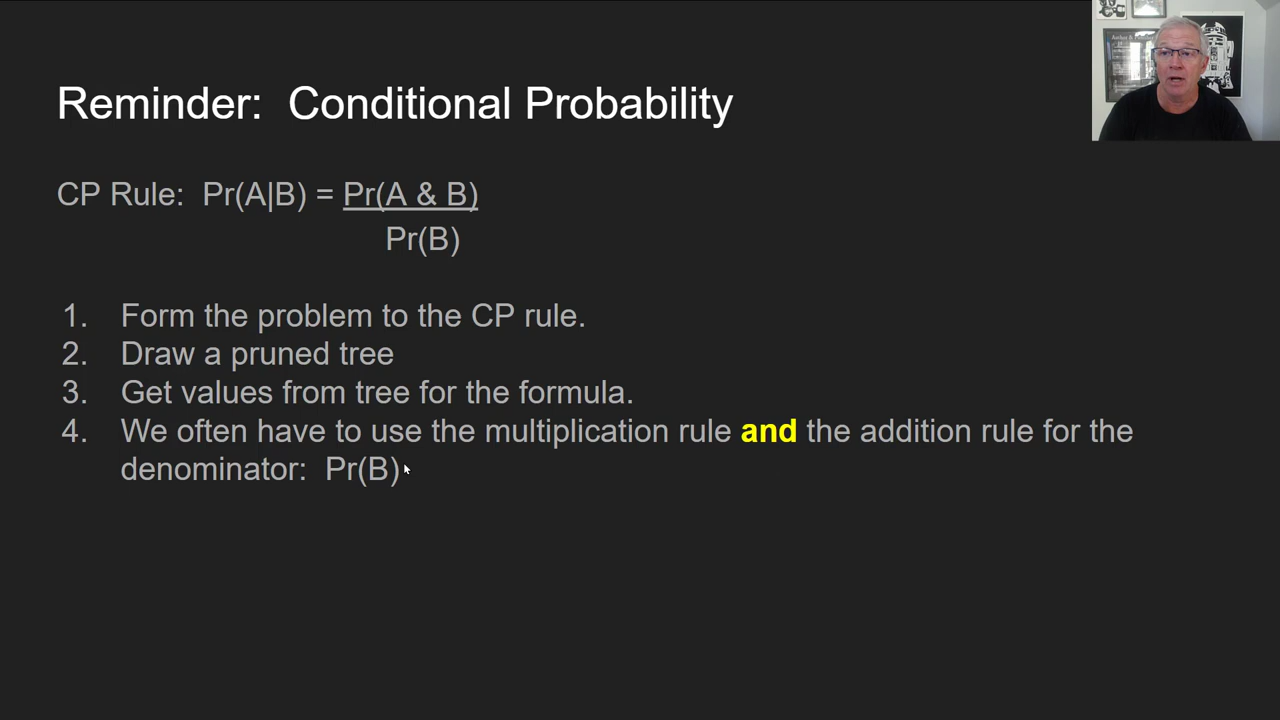 Reminder:  Conditional Probability
CP Rule:  Pr(A|B) = Pr(A & B)
Pr(B)
1. Form the problem to the CP rule.
2. Draw a pruned tree
3. Get values from tree for the formula.
4. We often have to use the multiplication rule and the addition rule for the
denominator:  Pr(B)